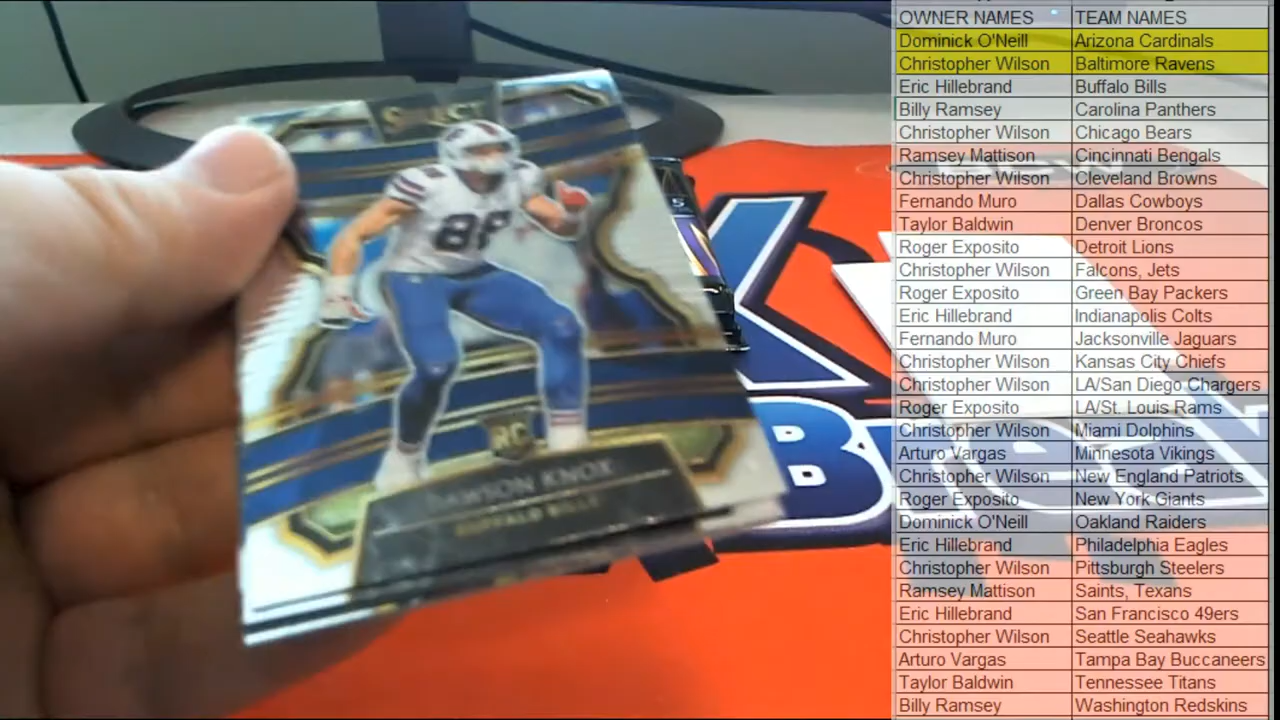 SELECT
88
RC
DAWSON KNOX
BUFFALO BILLS
OWNER NAMES TEAM NAMES
Dominick O'Neill Arizona Cardinals
Christopher Wilson Baltimore Ravens
Eric Hillebrand Buffalo Bills
Billy Ramsey Carolina Panthers
Christopher Wilson Chicago Bears
Ramsey Mattison Cincinnati Bengals
Christopher Wilson Cleveland Browns
Fernando Muro Dallas Cowboys
Taylor Baldwin Denver Broncos
Roger Exposito Detroit Lions
Christopher Wilson Falcons, Jets
Roger Exposito Green Bay Packers
Eric Hillebrand Indianapolis Colts
Fernando Muro Jacksonville Jaguars
Christopher Wilson Kansas City Chiefs
Christopher Wilson LA/San Diego Chargers
Roger Exposito LA/St. Louis Rams
Christopher Wilson Miami Dolphins
Arturo Vargas Minnesota Vikings
Christopher Wilson New England Patriots
Roger Exposito New York Giants
Dominick O'Neill Oakland Raiders
Eric Hillebrand Philadelphia Eagles
Christopher Wilson Pittsburgh Steelers
Ramsey Mattison Saints, Texans
Eric Hillebrand San Francisco 49ers
Christopher Wilson Seattle Seahawks
Arturo Vargas Tampa Bay Buccaneers
Taylor Baldwin Tennessee Titans
Billy Ramsey Washington Redskins